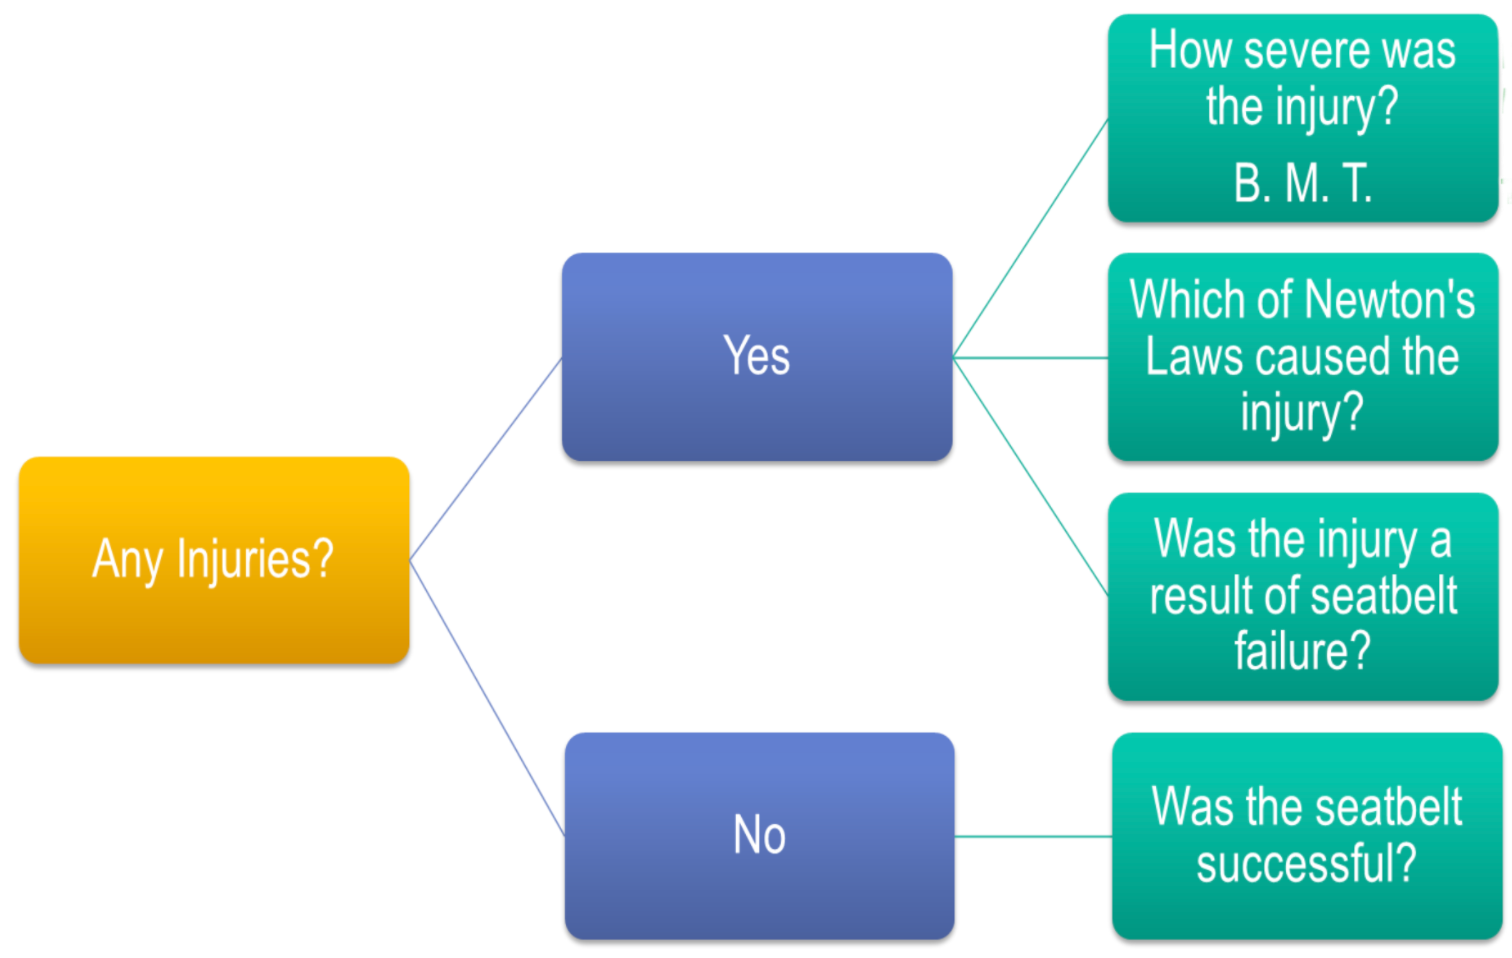 Any Injuries?
Yes
How severe was
the injury?
B. M. T.
Which of Newton's
Laws caused the
injury?
Was the injury a
result of seatbelt
failure?
No
Was the seatbelt
successful?